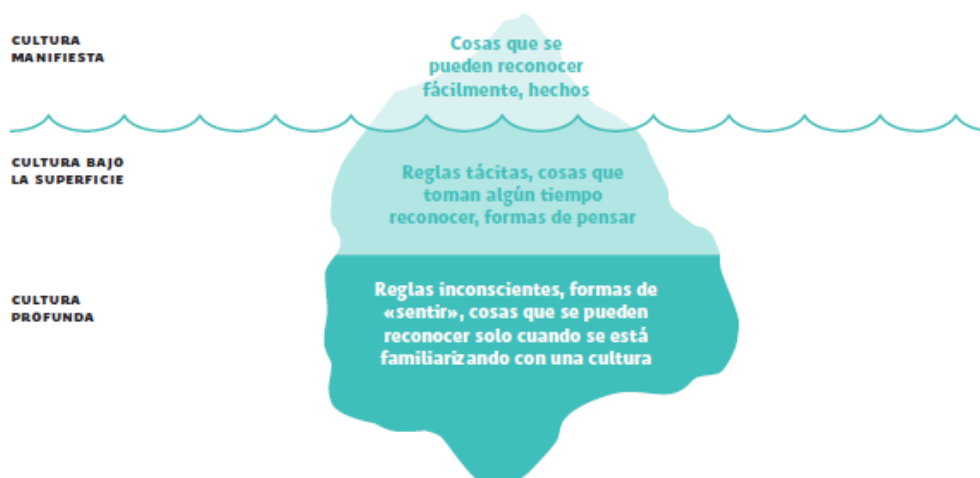 CULTURA
MANIFIESTA
Cosas que se
pueden reconocer
fácilmente, hechos
CULTURA BAJO
LA SUPERFICIE
Reglas tácitas, cosas que
toman algún tiempo
reconocer, formas de pensar
CULTURA
PROFUNDA
Reglas inconscientes, formas de
«sentir», cosas que se pueden
reconocer solo cuando se está
familiarizando con una cultura